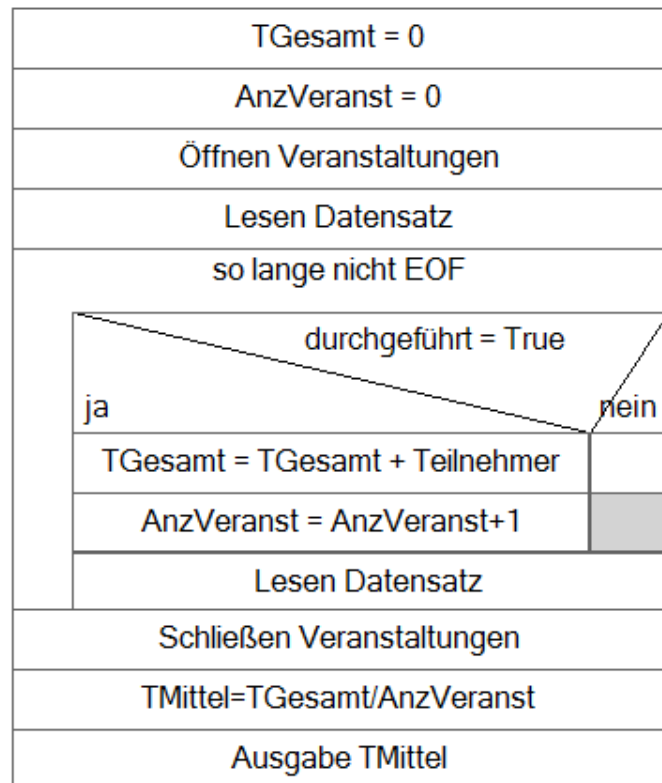 TGesamt = 0
AnzVeranst = 0
Öffnen Veranstaltungen
Lesen Datensatz
so lange nicht EOF
durchgeführt = True
ja
nein
TGesamt = TGesamt + Teilnehmer
AnzVeranst = AnzVeranst+1
Lesen Datensatz
Schließen Veranstaltungen
TMittel=TGesamt/AnzVeranst
Ausgabe TMittel